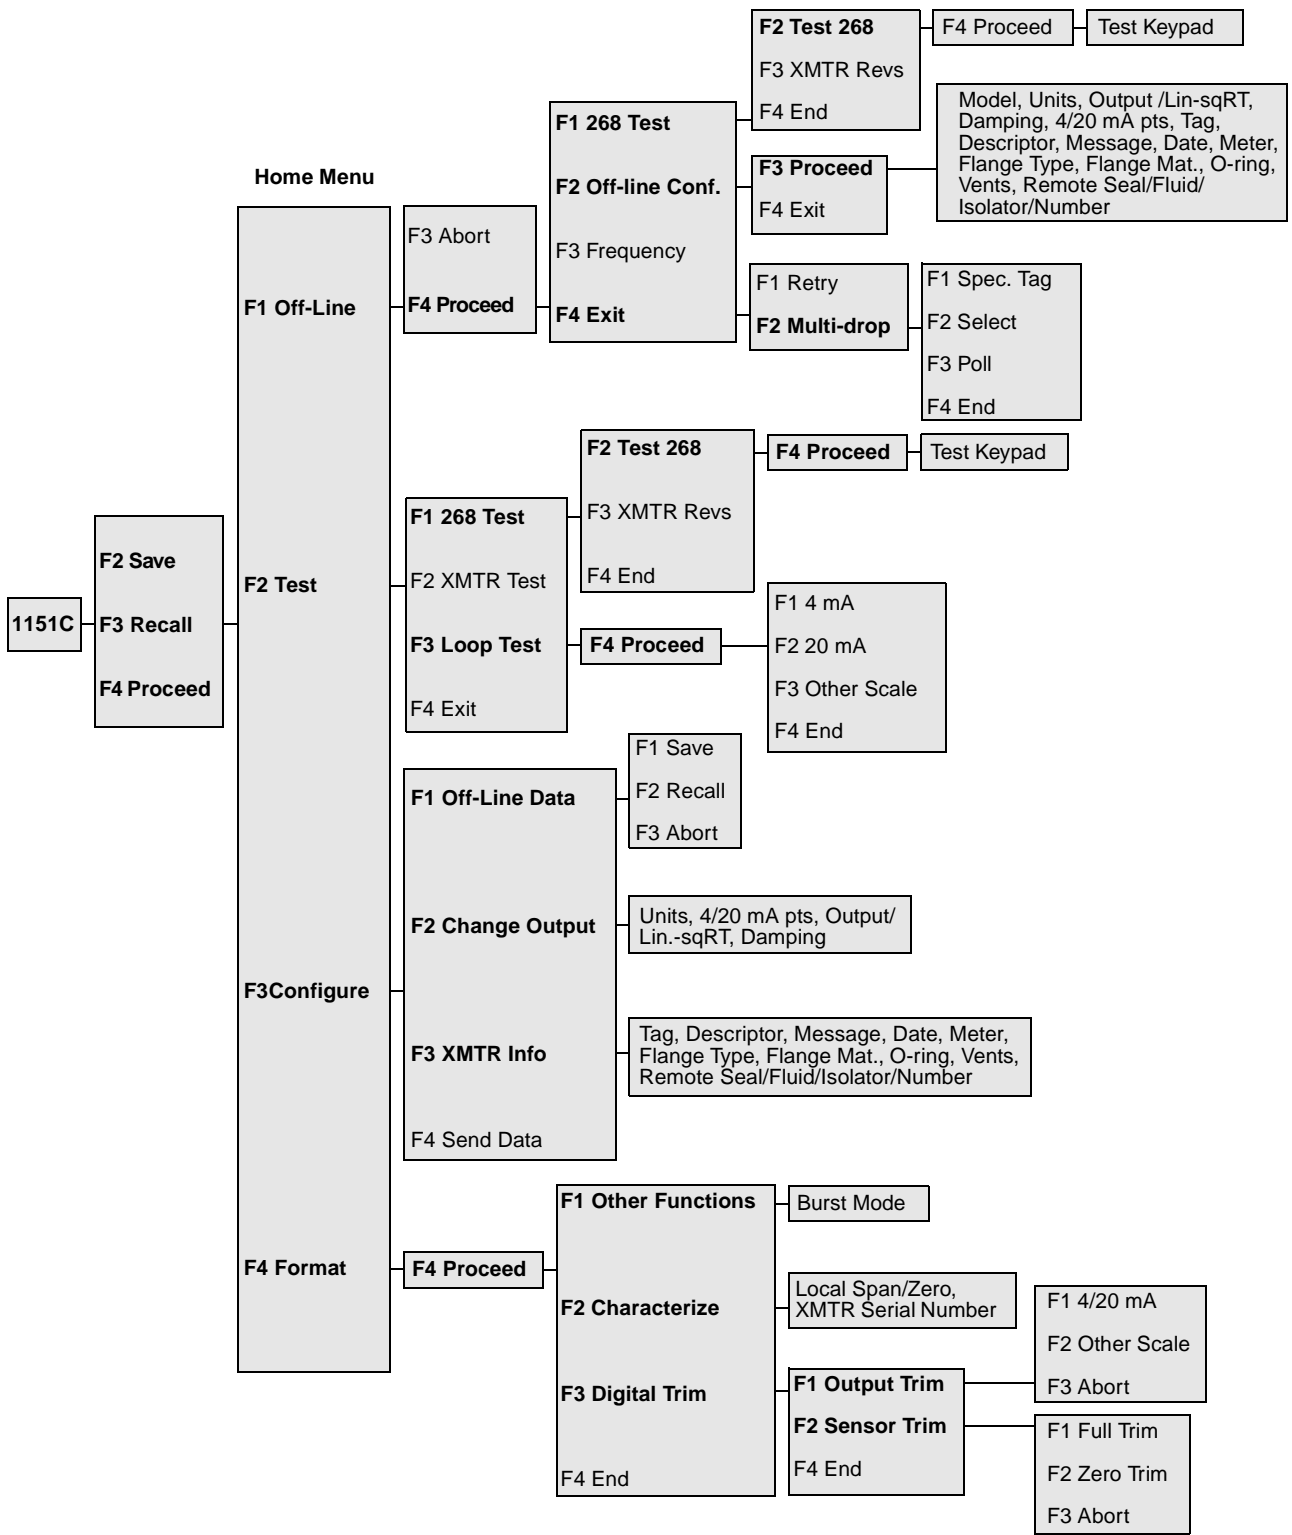 F2 Test 268
F3 XMTR Revs
F4 End
F4 Proceed
Test Keypad
Model, Units, Output /Lin-sqRT,
Damping, 4/20 mA pts, Tag,
Descriptor, Message, Date, Meter,
Flange Type, Flange Mat., O-ring,
Vents, Remote Seal/Fluid/
Isolator/Number
F1 268 Test
F2 Off-line Conf.
F3 Frequency
F4 Exit
F3 Proceed
F4 Exit
Home Menu
F3 Abort
F4 Proceed
F1 Retry
F2 Multi-drop
F1 Spec. Tag
F2 Select
F3 Poll
F4 End
F1 Off-Line
F2 Test
F3Configure
F4 Format
F2 Test 268
F3 XMTR Revs
F4 End
F4 Proceed
Test Keypad
F1 268 Test
F2 XMTR Test
F3 Loop Test
F4 Exit
1151C
F2 Save
F3 Recall
F4 Proceed
F4 Proceed
F1 4 mA
F2 20 mA
F3 Other Scale
F4 End
F1 Off-Line Data
F2 Change Output
F3 XMTR Info
F4 Send Data
F1 Save
F2 Recall
F3 Abort
Units, 4/20 mA pts, Output/
Lin.-sqRT, Damping
Tag, Descriptor, Message, Date, Meter,
Flange Type, Flange Mat., O-ring, Vents,
Remote Seal/Fluid/Isolator/Number
F4 Proceed
F1 Other Functions
F2 Characterize
F3 Digital Trim
F4 End
Burst Mode
Local Span/Zero,
XMTR Serial Number
F1 Output Trim
F2 Sensor Trim
F4 End
F1 4/20 mA
F2 Other Scale
F3 Abort
F1 Full Trim
F2 Zero Trim
F3 Abort